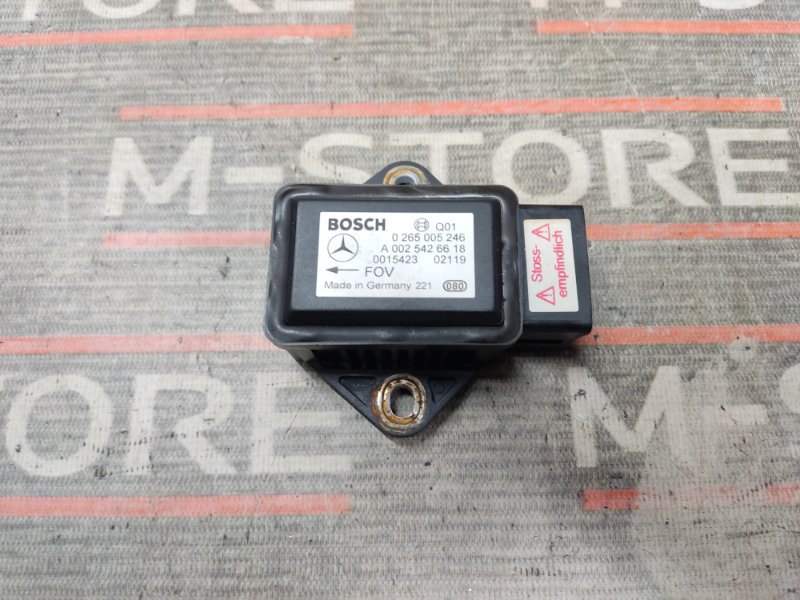 M-STORE
BOSCH Q01
0 265 005 246
A 002 542 66 18
0015423 02119
← FOV
Made in Germany 221 080
Stoss-
empfindlich
M-STORE